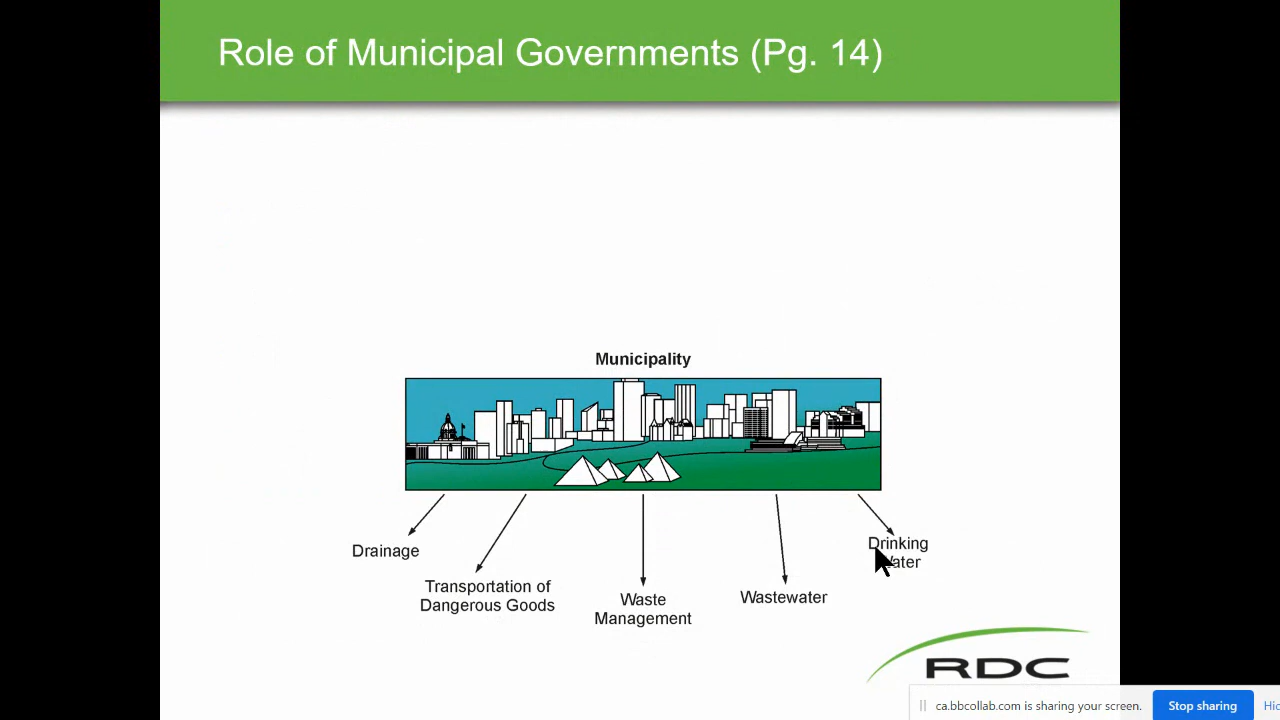 Role of Municipal Governments (Pg. 14)
Municipality
Drainage
Transportation of
Dangerous Goods
Waste
Management
Wastewater
Drinking
RDC
ca.bbcollab.com is sharing your screen.
Stop sharing